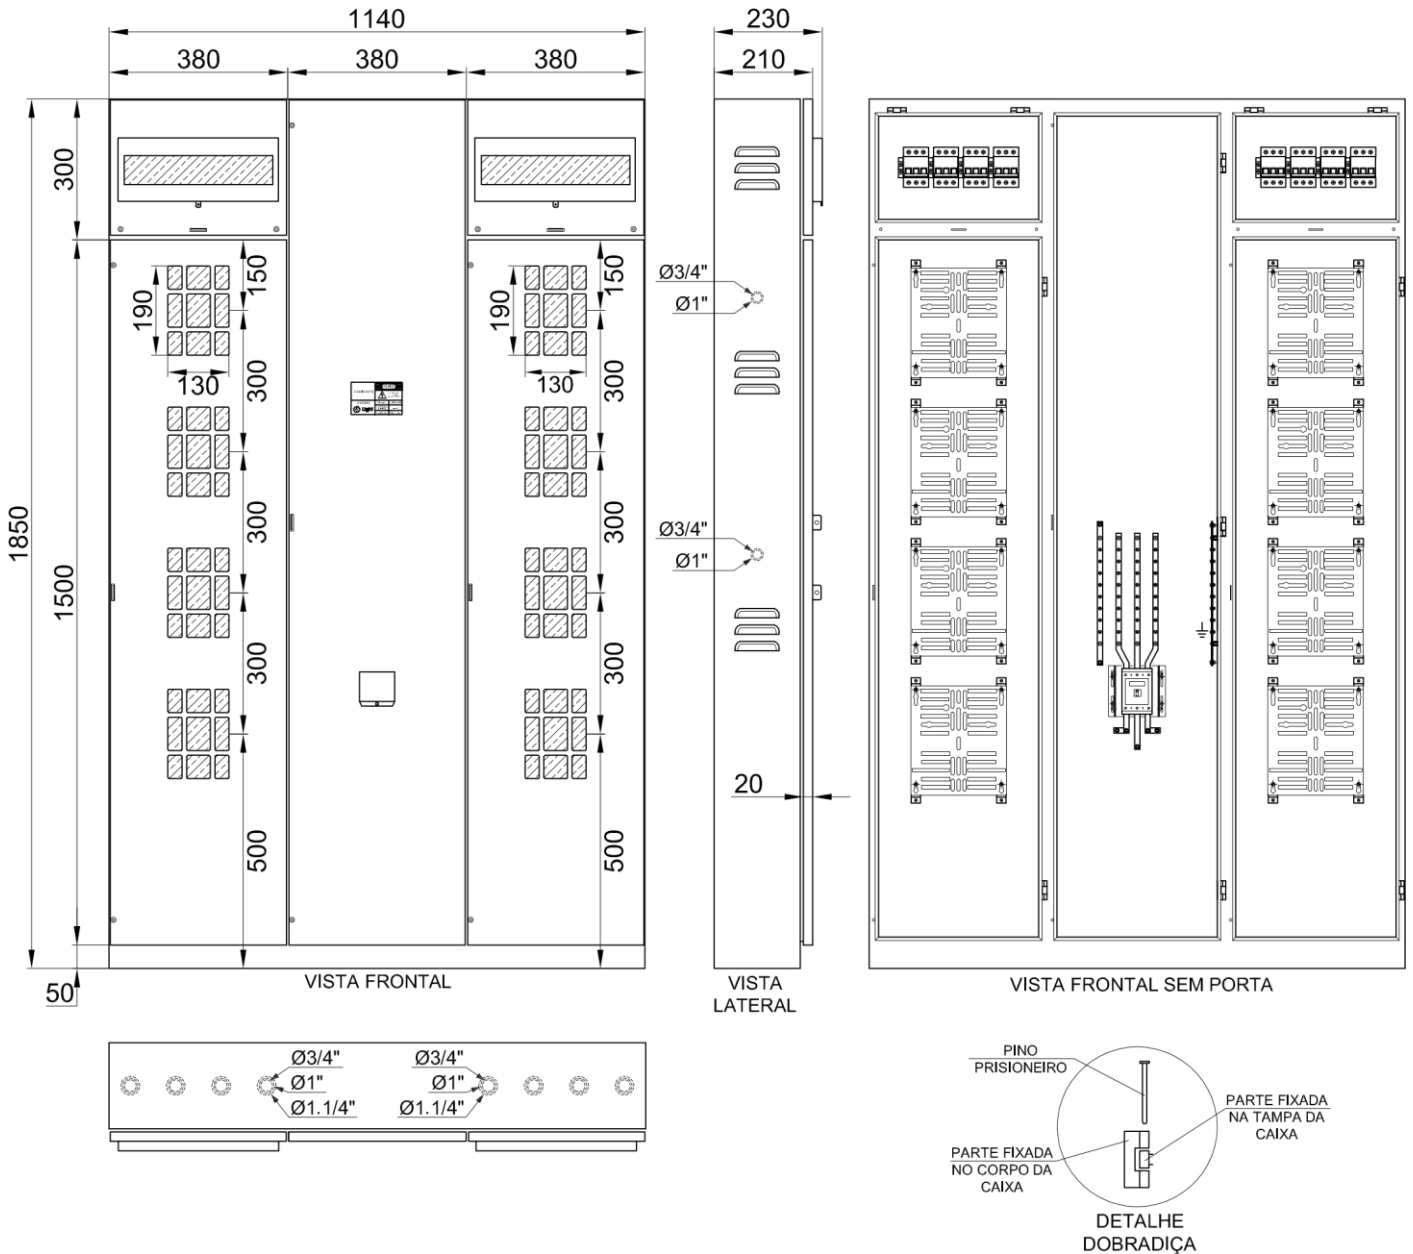 1140
380
380
380
230
210
300
1850
1500
50
190
130
150
300
300
300
500
190
130
150
300
300
300
500
Light
Ø3/4"
Ø1"
Ø3/4"
Ø1"
20
VISTA FRONTAL
VISTA
LATERAL
VISTA FRONTAL SEM PORTA
Ø3/4"
Ø1"
Ø1.1/4"
Ø3/4"
Ø1"
Ø1.1/4"
PINO
PRISIONEIRO
PARTE FIXADA
NA TAMPA DA
CAIXA
PARTE FIXADA
NO CORPO DA
CAIXA
DETALHE
DOBRADIÇA